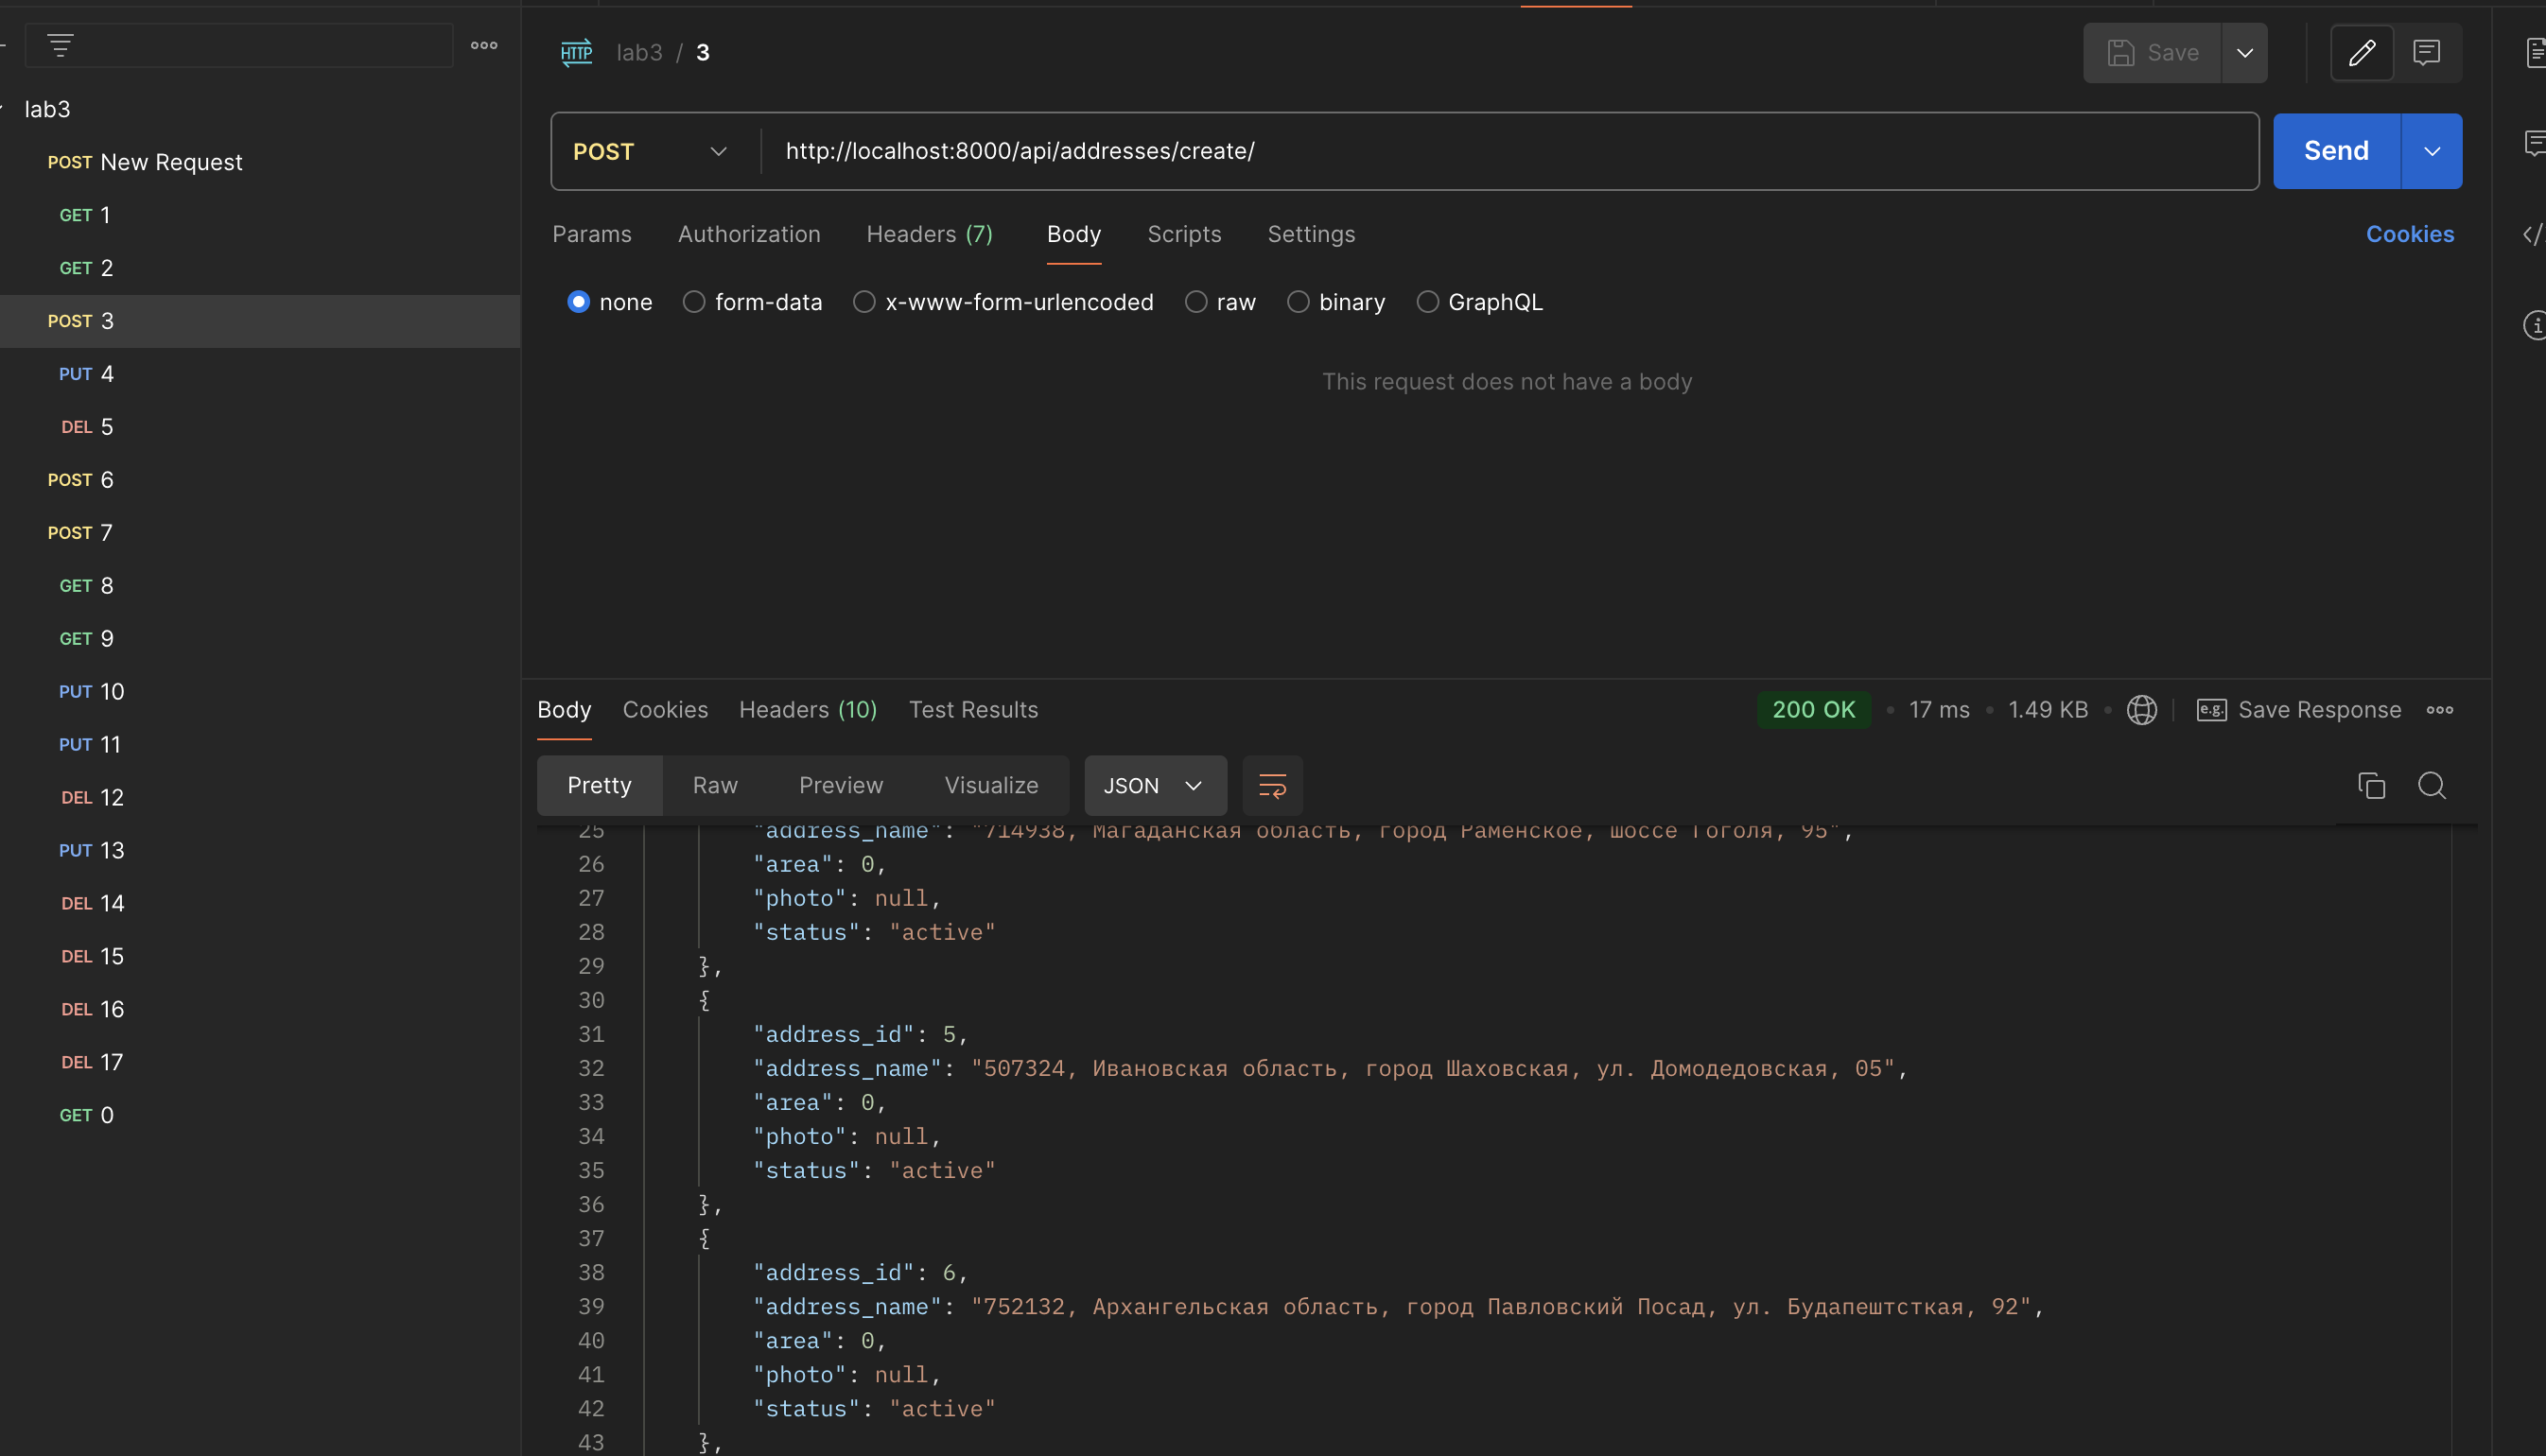 lab3
POST New Request
GET 1
GET 2
POST 3
PUT 4
DEL 5
POST 6
POST 7
GET 8
GET 9
PUT 10
PUT 11
DEL 12
PUT 13
DEL 14
DEL 15
DEL 16
DEL 17
GET 0
HTTP lab3 / 3
Save
POST http://localhost:8000/api/addresses/create/
Send
Params Authorization Headers (7) Body Scripts Settings Cookies
none form-data x-www-form-urlencoded raw binary GraphQL
This request does not have a body
Body Cookies Headers (10) Test Results 200 OK • 17 ms • 1.49 KB • e.g. Save Response
Pretty Raw Preview Visualize JSON
25 "address_name": "714938, Магаданская область, город Раменское, шоссе Гоголя, 95",
26 "area": 0,
27 "photo": null,
28 "status": "active"
29 },
30 {
31 "address_id": 5,
32 "address_name": "507324, Ивановская область, город Шаховская, ул. Домодедовская, 05",
33 "area": 0,
34 "photo": null,
35 "status": "active"
36 },
37 {
38 "address_id": 6,
39 "address_name": "752132, Архангельская область, город Павловский Посад, ул. Будапештсткая, 92",
40 "area": 0,
41 "photo": null,
42 "status": "active"
43 },